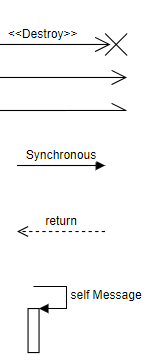 <<Destroy>>
Synchronous
return
self Message